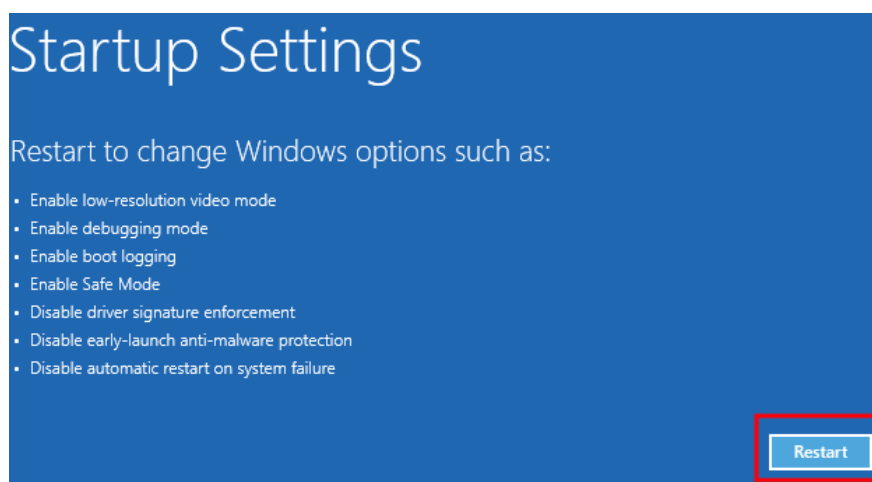 Startup Settings
Restart to change Windows options such as:
• Enable low-resolution video mode
• Enable debugging mode
• Enable boot logging
• Enable Safe Mode
• Disable driver signature enforcement
• Disable early-launch anti-malware protection
• Disable automatic restart on system failure
Restart